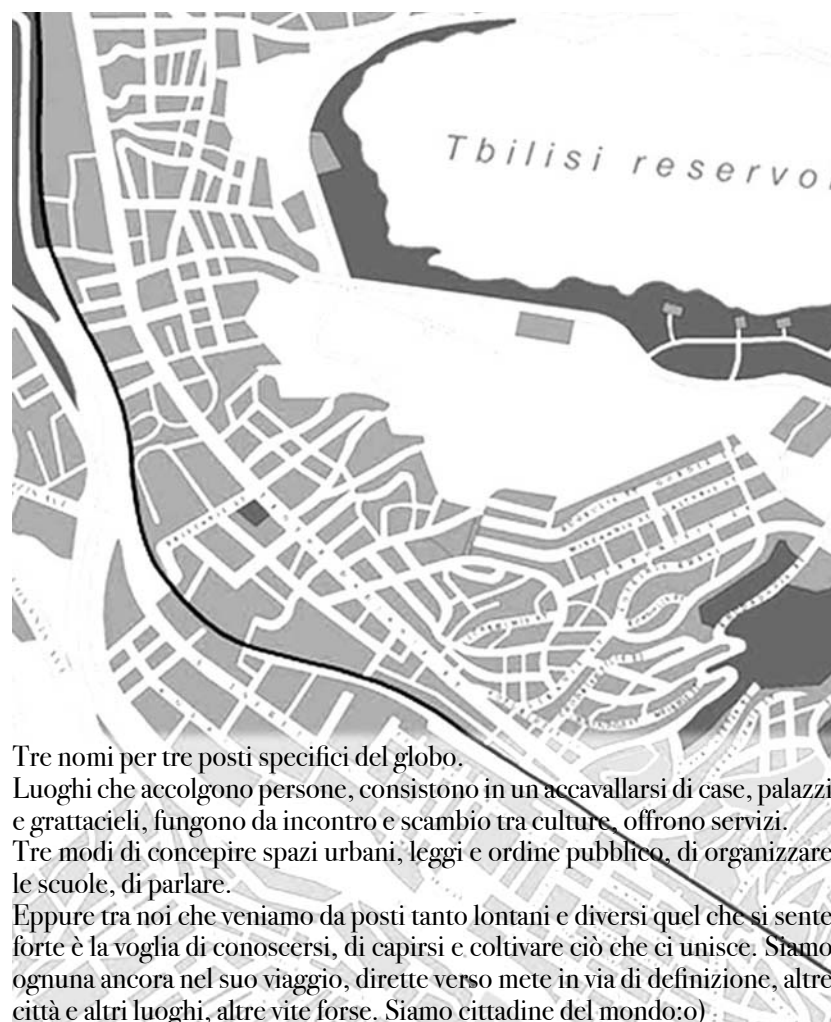 Tbilisi reservoi
Tre nomi per tre posti specifici del globo.
Luoghi che accolgono persone, consistono in un accavallarsi di case, palazzi
e grattacieli, fungono da incontro e scambio tra culture, offrono servizi.
Tre modi di concepire spazi urbani, leggi e ordine pubblico, di organizzare
le scuole, di parlare.
Eppure tra noi che veniamo da posti tanto lontani e diversi quel che si sente
forte è la voglia di conoscersi, di capirsi e coltivare ciò che ci unisce. Siamo
ognuna ancora nel suo viaggio, dirette verso mete in via di definizione, altre
città e altri luoghi, altre vite forse. Siamo cittadine del mondo:o)